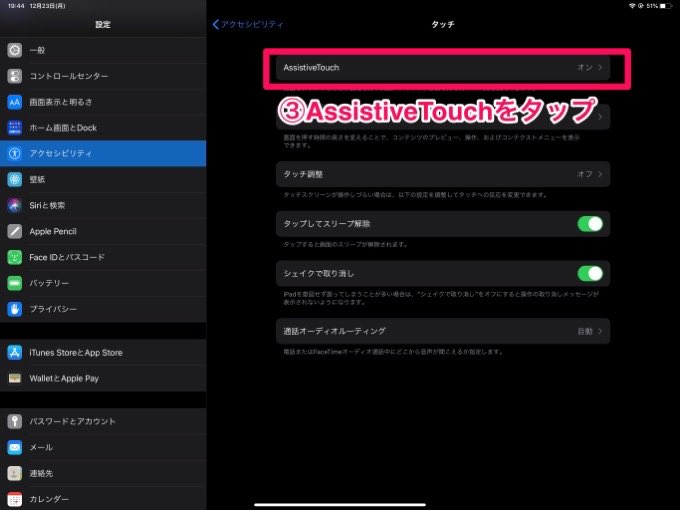 19:44 12月23日(月)
51%
設定
アクセシビリティ
タッチ
一般
コントロールセンター
画面表示と明るさ
AA
ホーム画面とDock
アクセシビリティ
壁紙
Siriと検索
Apple Pencil
Face IDとパスコード
バッテリー
プライバシー
iTunes StoreとApp Store
WalletとApple Pay
パスワードとアカウント
メール
連絡先
カレンダー
AssistiveTouch
オン
③AssistiveTouchをタップ
画面を押す時間の長さを変えることで、コンテンツのプレビュー、操作、およびコンテクストメニューを表示
できます。
タッチ調整
オフ
タッチスクリーンが操作しづらい場合は、以下の設定を調整してタッチへの反応を変更できます。
タップしてスリープ解除
タップすると画面のスリープが解除されます。
シェイクで取り消し
iPadを意図せず振ってしまうことが多い場合は、"シェイクで取り消し"をオフにすると操作の取り消しメッセージが
表示されないようになります。
通話オーディオルーティング
自動
電話またはFaceTimeオーディオ通話中にどこから音声が聞こえるか指定します。